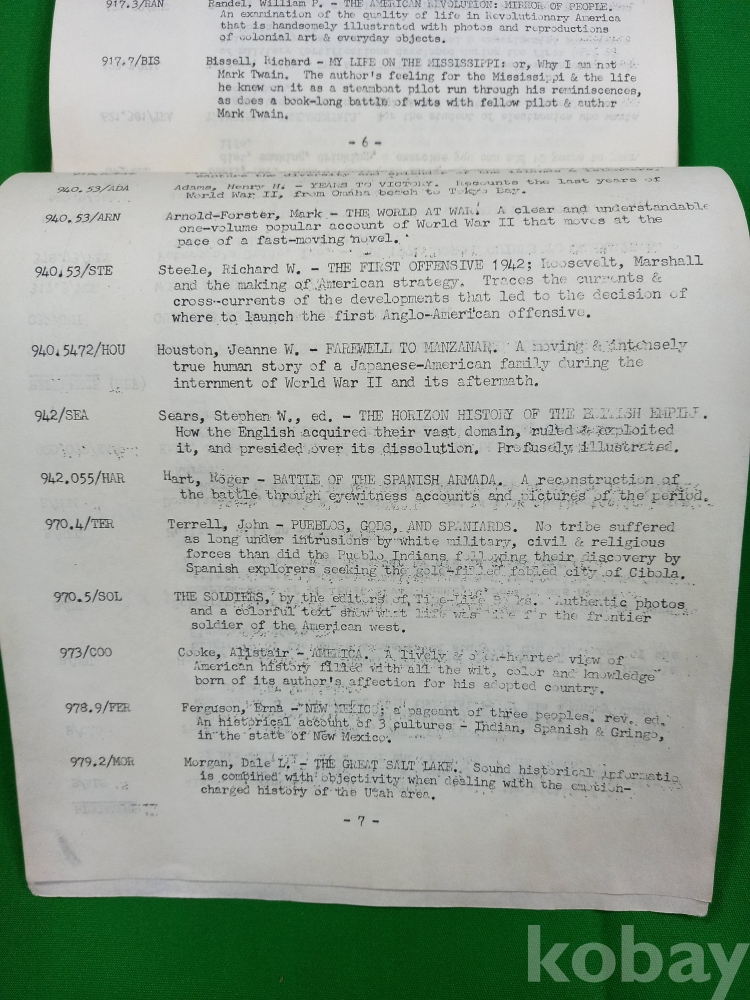 917.3/RAN Randel, William P. - THE AMERICAN REVOLUTION: MIRROR OF PEOPLE.
An examination of the quality of life in Revolutionary America
that is handsomely illustrated with photos and reproductions
of colonial art & everyday objects.
917.7/BIS Bissell, Richard - MY LIFE ON THE MISSISSIPPI: or, Why I am not
Mark Twain. The author's feeling for the Mississippi & the life
he knew on it as a steamboat pilot run through his reminiscences,
as does a book-long battle of wits with fellow pilot & author
Mark Twain.
- 6 -
940.53/ADA Adams, Henry H. - YEARS TO VICTORY. Recounts the last years of
World War II, from Omaha beach to Tokyo Bay.
940.53/ARN Arnold-Forster, Mark - THE WORLD AT WAR. A clear and understandable
one-volume popular account of World War II that moves at the
pace of a fast-moving novel.
940.53/STE Steele, Richard W. - THE FIRST OFFENSIVE 1942; Roosevelt, Marshall
and the making of American strategy. Traces the currents &
cross-currents of the developments that led to the decision of
where to launch the first Anglo-American offensive.
940.5472/HOU Houston, Jeanne W. - FAREWELL TO MANZANAR. A moving & intensely
true human story of a Japanese-American family during the
internment of World War II and its aftermath.
942/SEA Sears, Stephen W., ed. - THE HORIZON HISTORY OF THE BRITISH EMPIRE.
How the English acquired their vast domain, ruled & exploited
it, and presided over its dissolution. Profusely illustrated.
942.055/HAR Hart, Roger - BATTLE OF THE SPANISH ARMADA. A reconstruction of
the battle through eyewitness accounts and pictures of the period.
970.4/TER Terrell, John - PUEBLOS, GODS, AND SPANIARDS. No tribe suffered
as long under intrusions by white military, civil & religious
forces than did the Pueblo Indians following their discovery by
Spanish explorers seeking the gold-filled fabled city of Cibola.
970.5/SOL THE SOLDIERS, by the editors of Time-Life Books. Authentic photos
and a colorful text show what life was like for the frontier
soldier of the American west.
973/COO Cooke, Alistair - AMERICA. A lively & open-hearted view of
American history filled with all the wit, color and knowledge
born of its author's affection for his adopted country.
978.9/FER Ferguson, Erna - NEW MEXICO; a pageant of three peoples. rev. ed.
An historical account of 3 cultures - Indian, Spanish & Gringo,
in the state of New Mexico.
979.2/MOR Morgan, Dale L. - THE GREAT SALT LAKE. Sound historical informatio
is combined with objectivity when dealing with the emotion-
charged history of the Utah area.
- 7 -
kobay